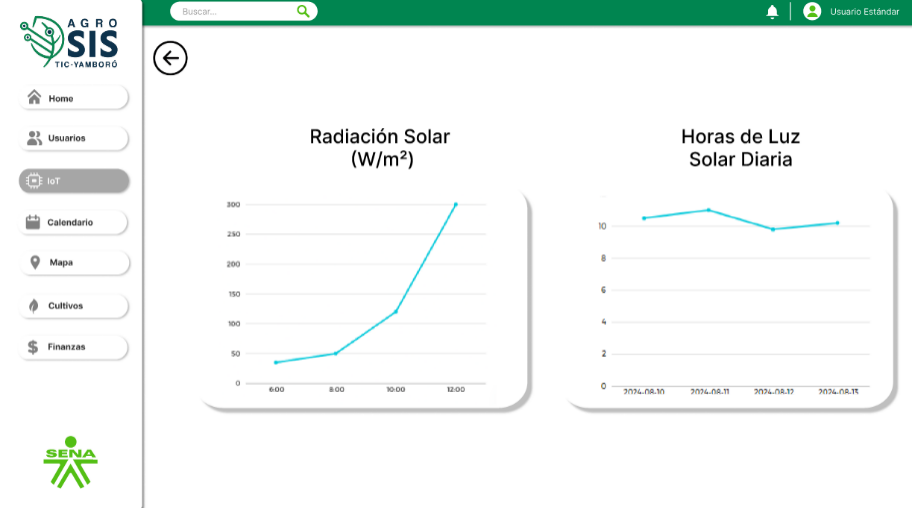 Buscar...
Usuario Estándar
AGRO
SIS
TIC-YAMBORÓ
Home
Usuarios
IoT
Calendario
Mapa
Cultivos
Finanzas
SENA
Radiación Solar
(W/m²)
300
250
200
150
100
50
0
6:00 8:00 10:00 12:00
Horas de Luz
Solar Diaria
10
8
6
4
2
0
2024-08-10 2024-08-11 2024-08-12 2024-08-13